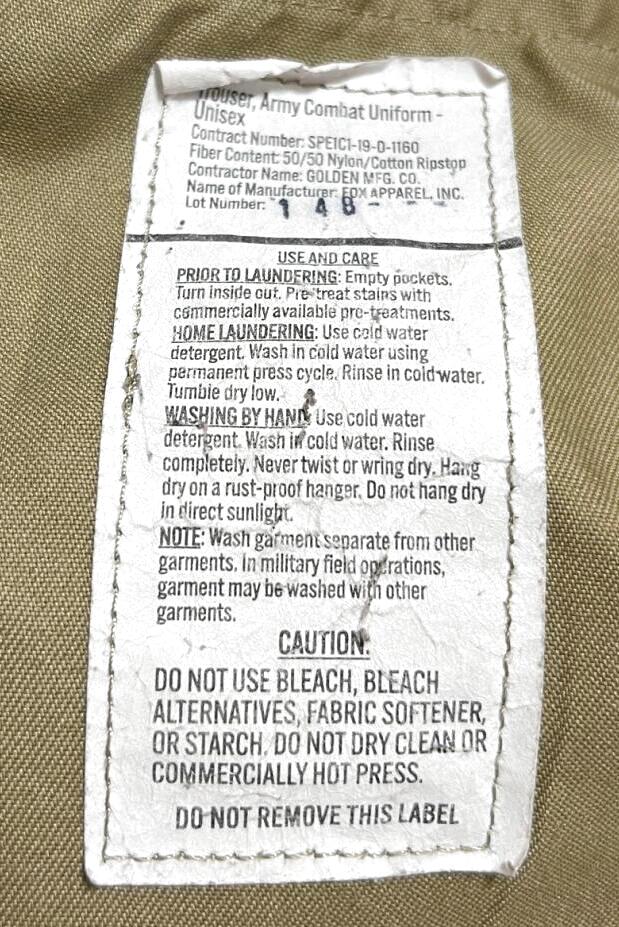 Trouser, Army Combat Uniform -
Unisex
Contract Number: SPE1C1-19-D-1160
Fiber Content: 50/50 Nylon/Cotton Ripstop
Contractor Name: GOLDEN MFG. CO.
Name of Manufacturer: FOX APPAREL, INC.
Lot Number: 1 4 8 - - -
USE AND CARE
PRIOR TO LAUNDERING: Empty pockets.
Turn inside out. Pre-treat stains with
commercially available pre-treatments.
HOME LAUNDERING: Use cold water
detergent. Wash in cold water using
permanent press cycle. Rinse in cold water.
Tumble dry low.
WASHING BY HAND: Use cold water
detergent. Wash in cold water. Rinse
completely. Never twist or wring dry. Hang
dry on a rust-proof hanger. Do not hang dry
in direct sunlight.
NOTE: Wash garment separate from other
garments. In military field operations,
garment may be washed with other
garments.
CAUTION:
DO NOT USE BLEACH, BLEACH
ALTERNATIVES, FABRIC SOFTENER,
OR STARCH. DO NOT DRY CLEAN OR
COMMERCIALLY HOT PRESS.
DO NOT REMOVE THIS LABEL